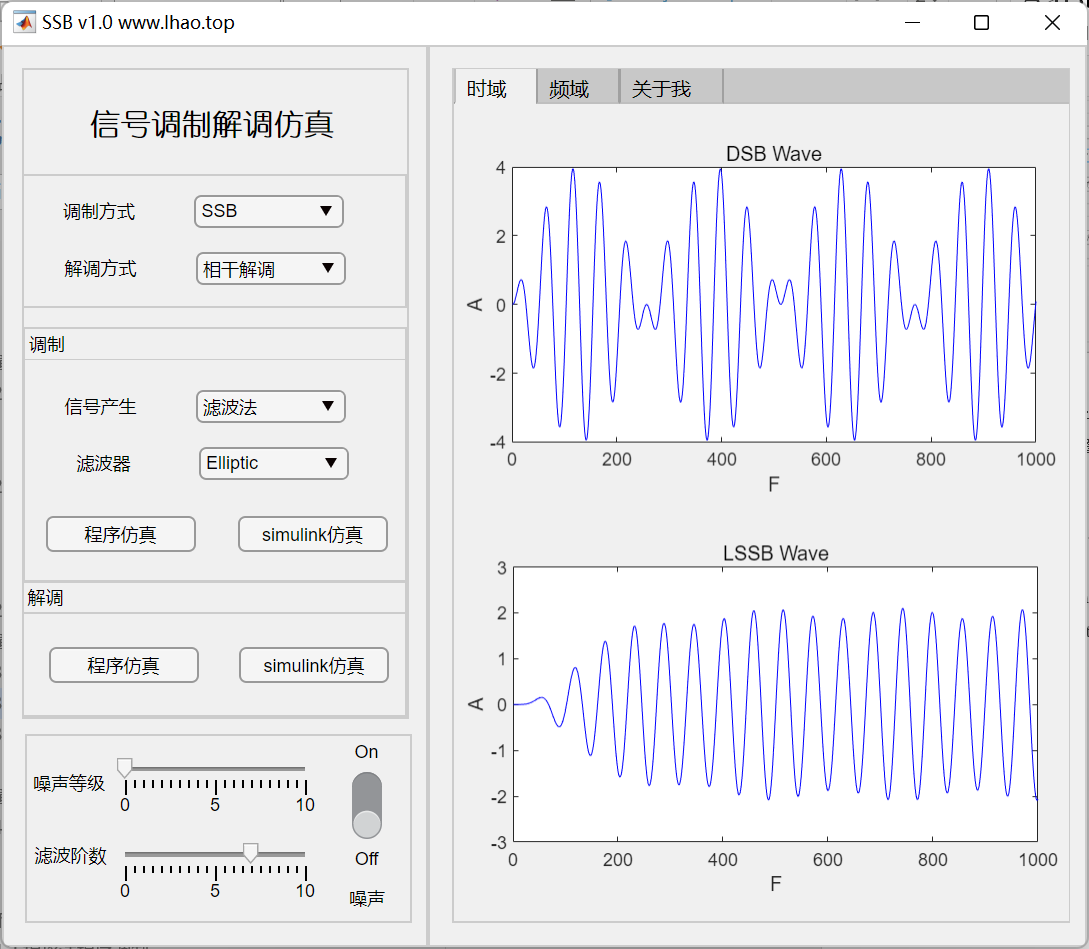 SSB v1.0 www.lhao.top
信号调制解调仿真
调制方式 SSB
解调方式 相干解调
调制
信号产生 滤波法
滤波器 Elliptic
程序仿真 simulink仿真
解调
程序仿真 simulink仿真
噪声等级
0 5 10
滤波阶数
0 5 10
On
Off
噪声
时域 频域 关于我
DSB Wave
4
2
0
-2
-4
A
0 200 400 600 800 1000
F
LSSB Wave
3
2
1
0
-1
-2
-3
A
0 200 400 600 800 1000
F